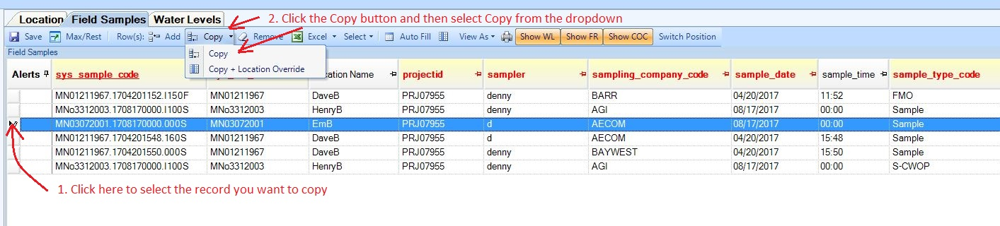 2. Click the Copy button and then select Copy from the dropdown
Location Field Samples Water Levels
Save Max/Rest Row(s): Add Copy Remove Excel Select Auto Fill View As Show WL Show FR Show COC Switch Position
Field Samples
Copy
Copy + Location Override
Alerts sys_sample_code cation Name projectid sampler sampling_company_code sample_date sample_time sample_type_code
MN01211967.1704201152.I150F MN01211967 DaveB PRJ07955 denny BARR 04/20/2017 11:52 FMO
MNo3312003.1708170000.I100S MNo3312003 HenryB PRJ07955 denny AGI 08/17/2017 00:00 Sample
MN03072001.1708170000.000S MN03072001 EmB PRJ07955 d AECOM 08/17/2017 00:00 Sample
MN01211967.1704201548.160S MN01211967 DaveB PRJ07955 d AECOM 04/20/2017 15:48 Sample
MN01211967.1704201550.000S MN01211967 DaveB PRJ07955 denny BAYWEST 04/20/2017 15:50 Sample
MNo3312003.1708170000.I100S MNo3312003 HenryB PRJ07955 denny AGI 08/17/2017 00:00 S-CWOP
1. Click here to select the record you want to copy